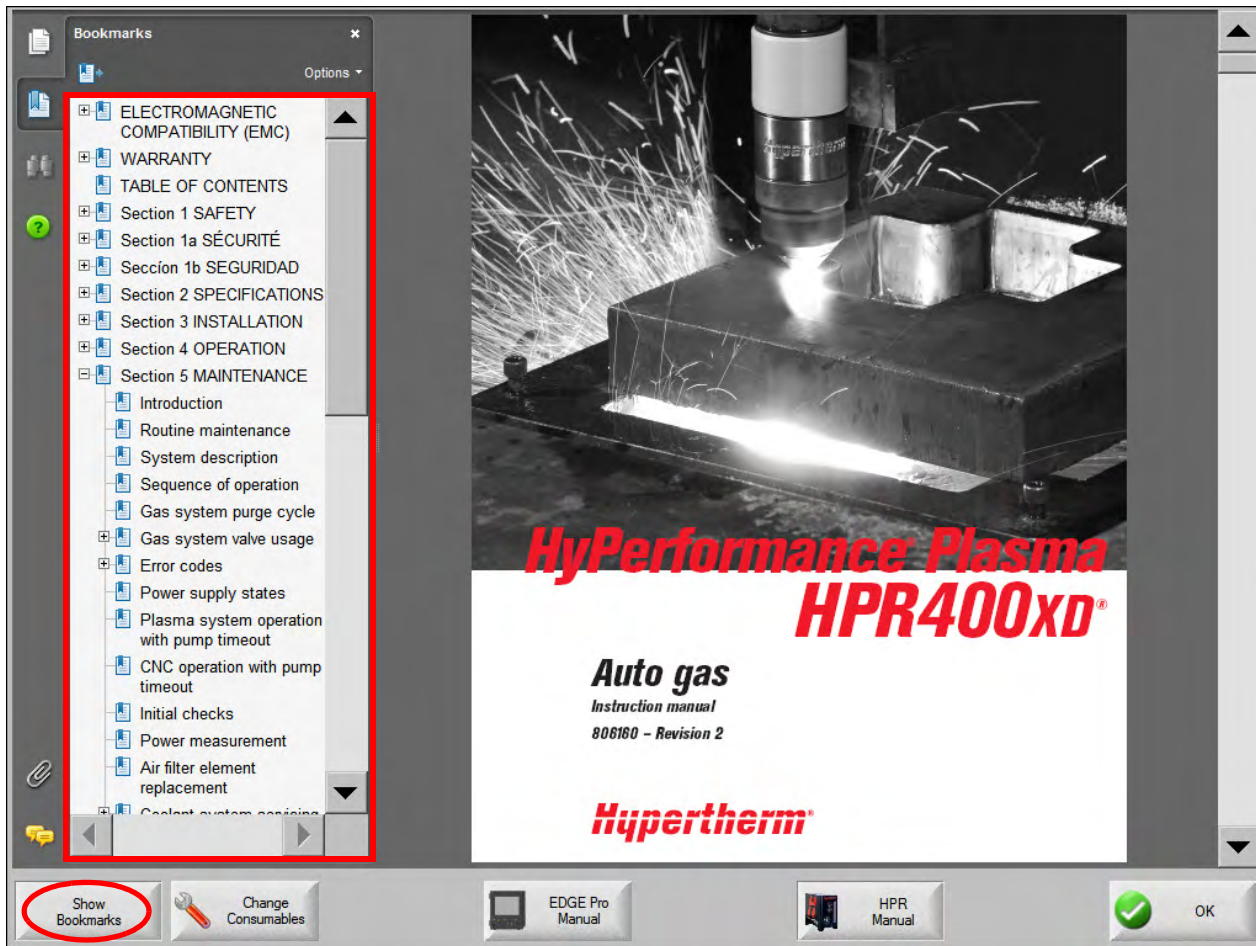 Bookmarks
Options
ELECTROMAGNETIC
COMPATIBILITY (EMC)
WARRANTY
TABLE OF CONTENTS
Section 1 SAFETY
Section 1a SÉCURITÉ
Seccíon 1b SEGURIDAD
Section 2 SPECIFICATIONS
Section 3 INSTALLATION
Section 4 OPERATION
Section 5 MAINTENANCE
Introduction
Routine maintenance
System description
Sequence of operation
Gas system purge cycle
Gas system valve usage
Error codes
Power supply states
Plasma system operation
with pump timeout
CNC operation with pump
timeout
Initial checks
Power measurement
Air filter element
replacement
Coolant system servicing
Hypertherm
HyPerformance Plasma
HPR400XD®
Auto gas
Instruction manual
806160 – Revision 2
Hypertherm®
Show
Bookmarks
Change
Consumables
EDGE Pro
Manual
HPR
Manual
OK